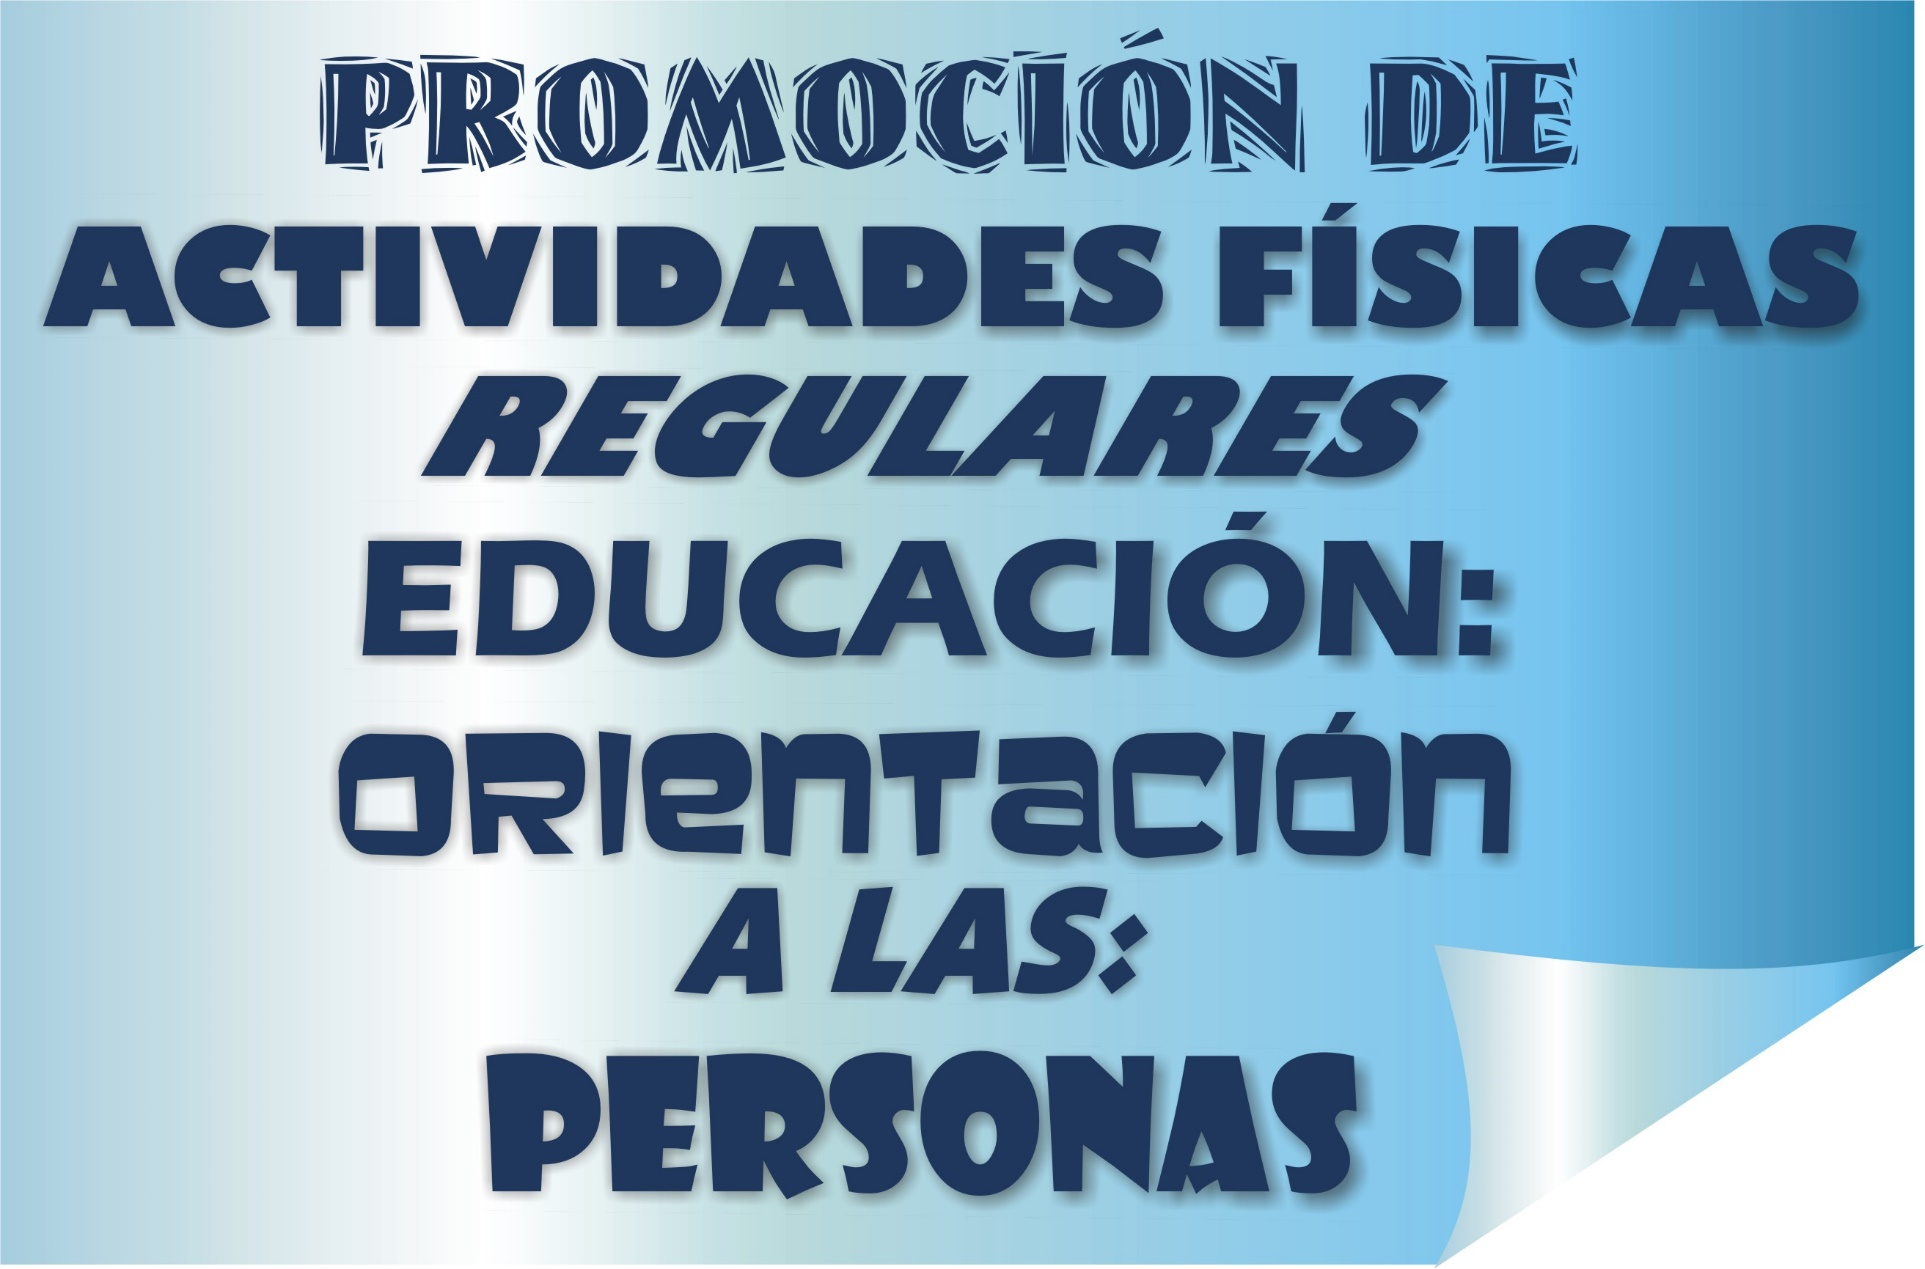 PROMOCIÓN DE
ACTIVIDADES FÍSICAS
REGULARES
EDUCACIÓN:
ORIenTaCIón
A LAS:
PERSONAS